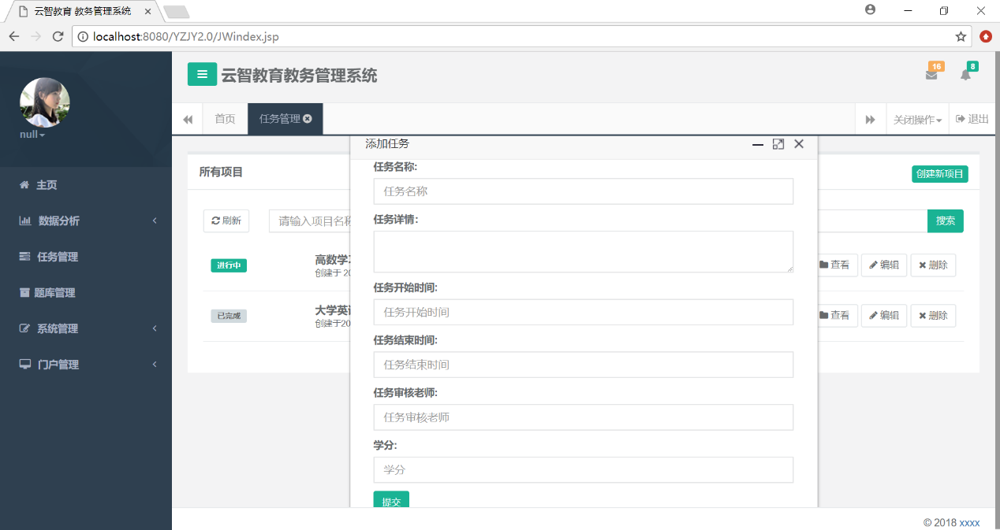 云智教育 教务管理系统
localhost:8080/YZJY2.0/JWindex.jsp
null
主页
数据分析
任务管理
题库管理
系统管理
门户管理
云智教育教务管理系统
16
8
首页
任务管理
关闭操作
退出
所有项目
创建新项目
刷新
请输入项目名称
搜索
进行中
高数学
创建于 20
查看
编辑
删除
已完成
大学英
创建于20
查看
编辑
删除
添加任务
任务名称:
任务名称
任务详情:
任务开始时间:
任务开始时间
任务结束时间:
任务结束时间
任务审核老师:
任务审核老师
学分:
学分
提交
© 2018 xxxx